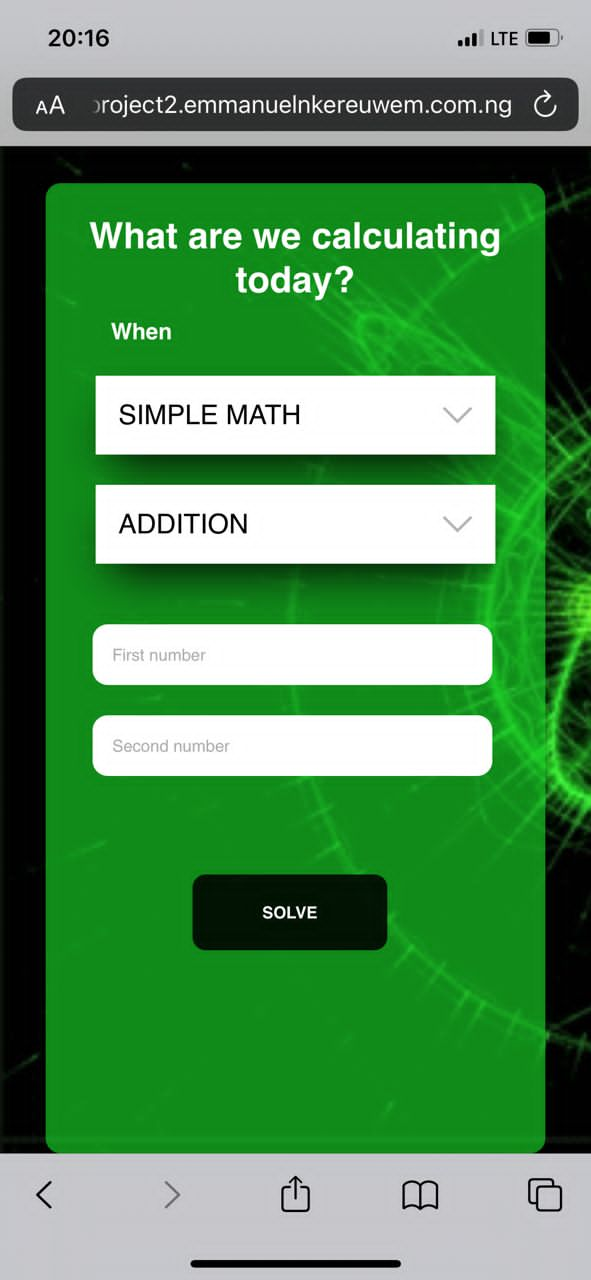 20:16
LTE
AA roject2.emmanuelnkereuwem.com.ng
What are we calculating
today?
When
SIMPLE MATH
ADDITION
First number
Second number
SOLVE